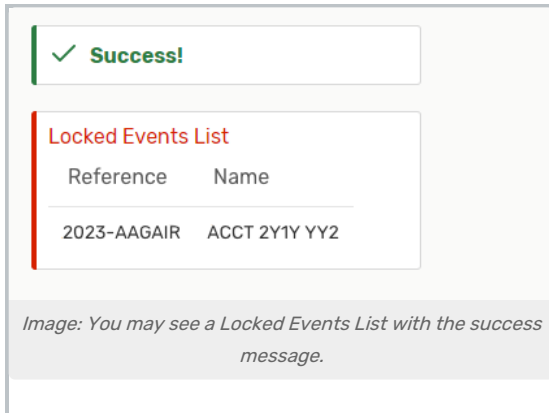 Success!
Locked Events List
Reference Name
2023-AAGAIR ACCT 2Y1Y YY2
Image: You may see a Locked Events List with the success
message.